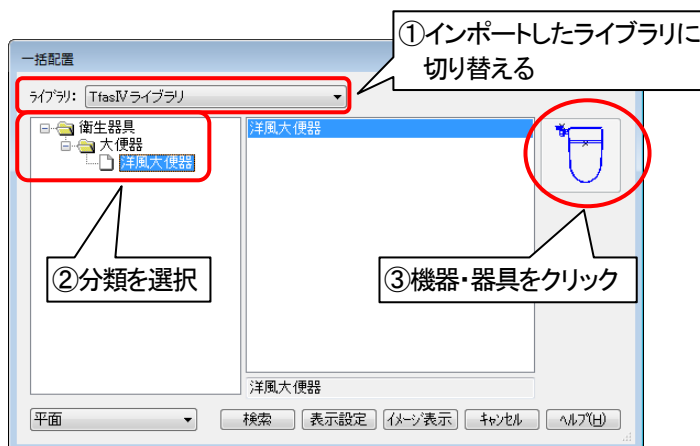 ①インポートしたライブラリに
切り替える
一括配置
ライブラリ: TfasⅣライブラリ
衛生器具
大便器
洋風大便器
洋風大便器
②分類を選択
③機器・器具をクリック
洋風大便器
平面
検索
表示設定
イメージ表示
キャンセル
ヘルプ(H)